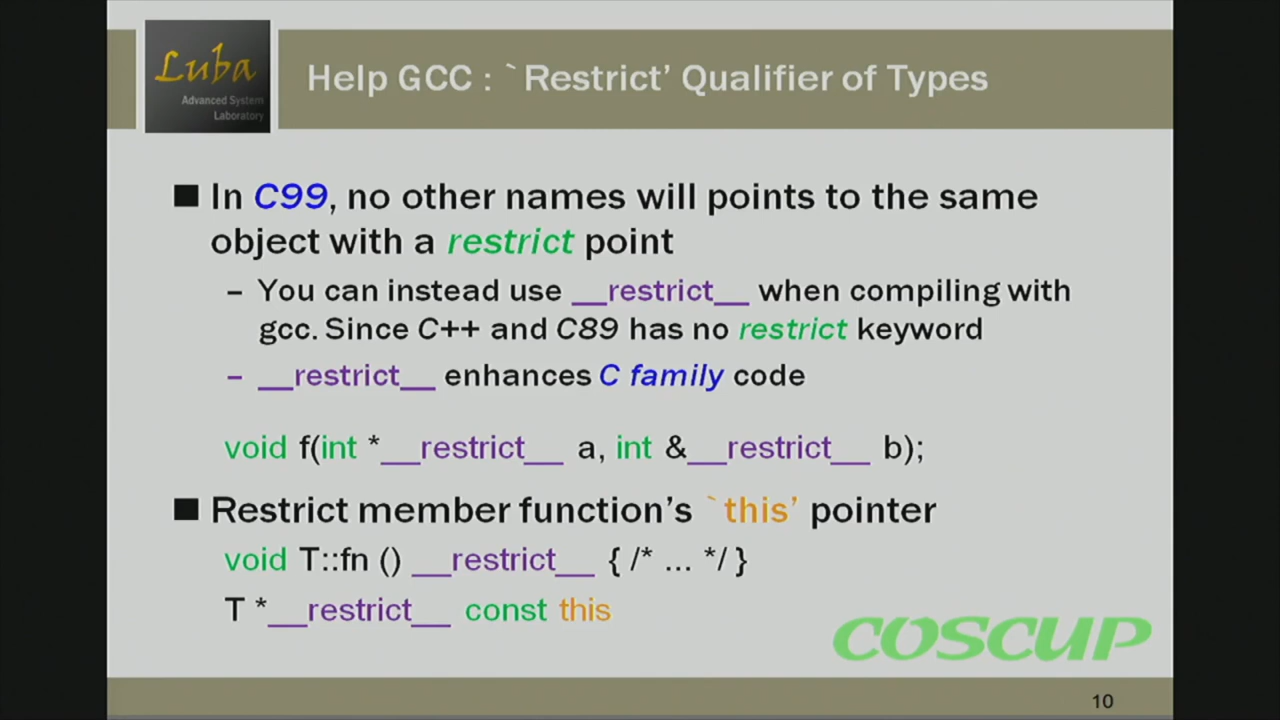 Luba
Advanced System
Laboratory
Help GCC : `Restrict’ Qualifier of Types
In C99, no other names will points to the same
object with a restrict point
– You can instead use __restrict__ when compiling with
gcc. Since C++ and C89 has no restrict keyword
– __restrict__ enhances C family code
void f(int *__restrict__ a, int &__restrict__ b);
Restrict member function’s `this’ pointer
void T::fn () __restrict__ { /* ... */ }
T *__restrict__ const this
COSCUP
10